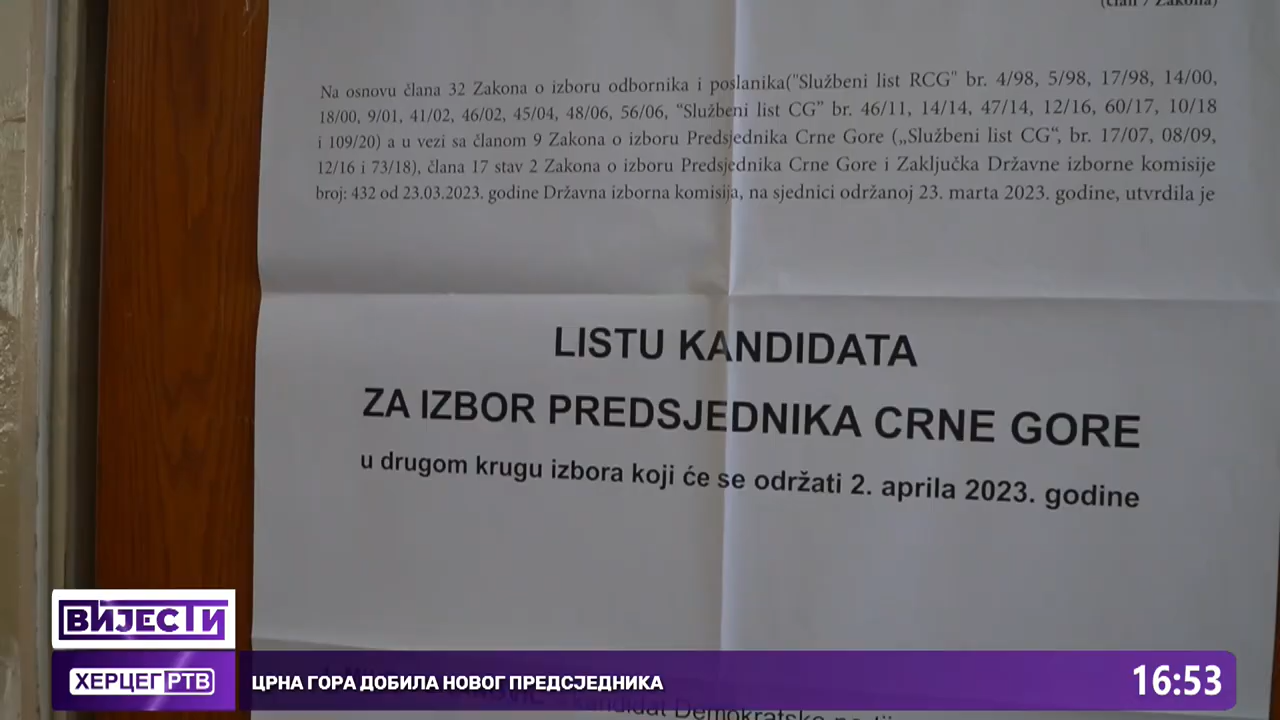 (član 7 Zakona)
Na osnovu člana 32 Zakona o izboru odbornika i poslanika("Službeni list RCG" br. 4/98, 5/98, 17/98, 14/00,
18/00, 9/01, 41/02, 46/02, 45/04, 48/06, 56/06, “Službeni list CG” br. 46/11, 14/14, 47/14, 12/16, 60/17, 10/18
i 109/20) a u vezi sa članom 9 Zakona o izboru Predsjednika Crne Gore („Službeni list CG“, br. 17/07, 08/09,
12/16 i 73/18), člana 17 stav 2 Zakona o izboru Predsjednika Crne Gore i Zaključka Državne izborne komisije
broj: 432 od 23.03.2023. godine Državna izborna komisija, na sjednici održanoj 23. marta 2023. godine, utvrdila je
LISTU KANDIDATA
ZA IZBOR PREDSJEDNIKA CRNE GORE
u drugom krugu izbora koji će se održati 2. aprila 2023. godine
kandidat Demokratske
ВИЈЕСТИ
ХЕРЦЕГ РТВ
ЦРНА ГОРА ДОБИЛА НОВОГ ПРЕДСЈЕДНИКА
16:53